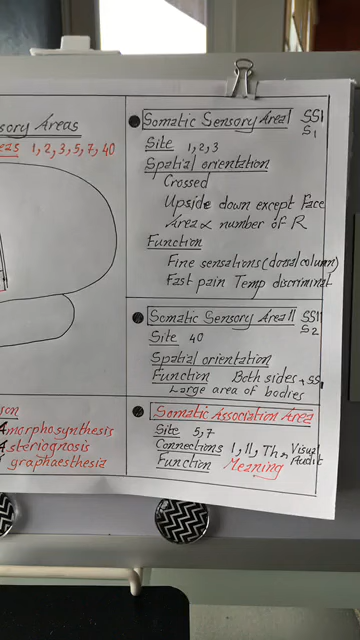 sory Areas
eas 1, 2, 3, 5, 7, 40
son
Amorphosynthesis
Asteriognosis
graphaesthesia
Somatic Sensory Area I SSI
S1
Site 1, 2, 3
Spatial orientation
Crossed
Upside down except Face
Area ∝ number of R
Function
Fine sensations (dorsal column)
Fast pain Temp discriminat
Somatic Sensory Area II SSII
S2
Site 40
Spatial orientation
Function Both sides + SS1
Large area of bodies
Somatic Association Area
Site 5, 7
Connections I, II, Th, Visual
Audit
Function Meaning